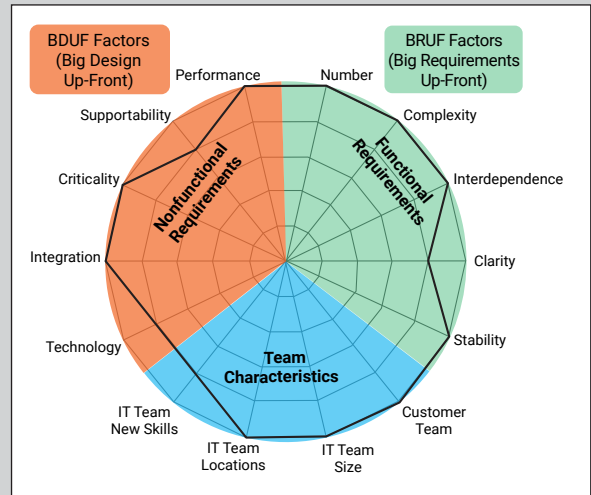 BDUF Factors
(Big Design
Up-Front)
BRUF Factors
(Big Requirements
Up-Front)
Performance
Number
Supportability
Complexity
Criticality
Interdependence
Integration
Clarity
Technology
Stability
IT Team
New Skills
Customer
Team
IT Team
Locations
IT Team
Size
Nonfunctional
Requirements
Functional
Requirements
Team
Characteristics